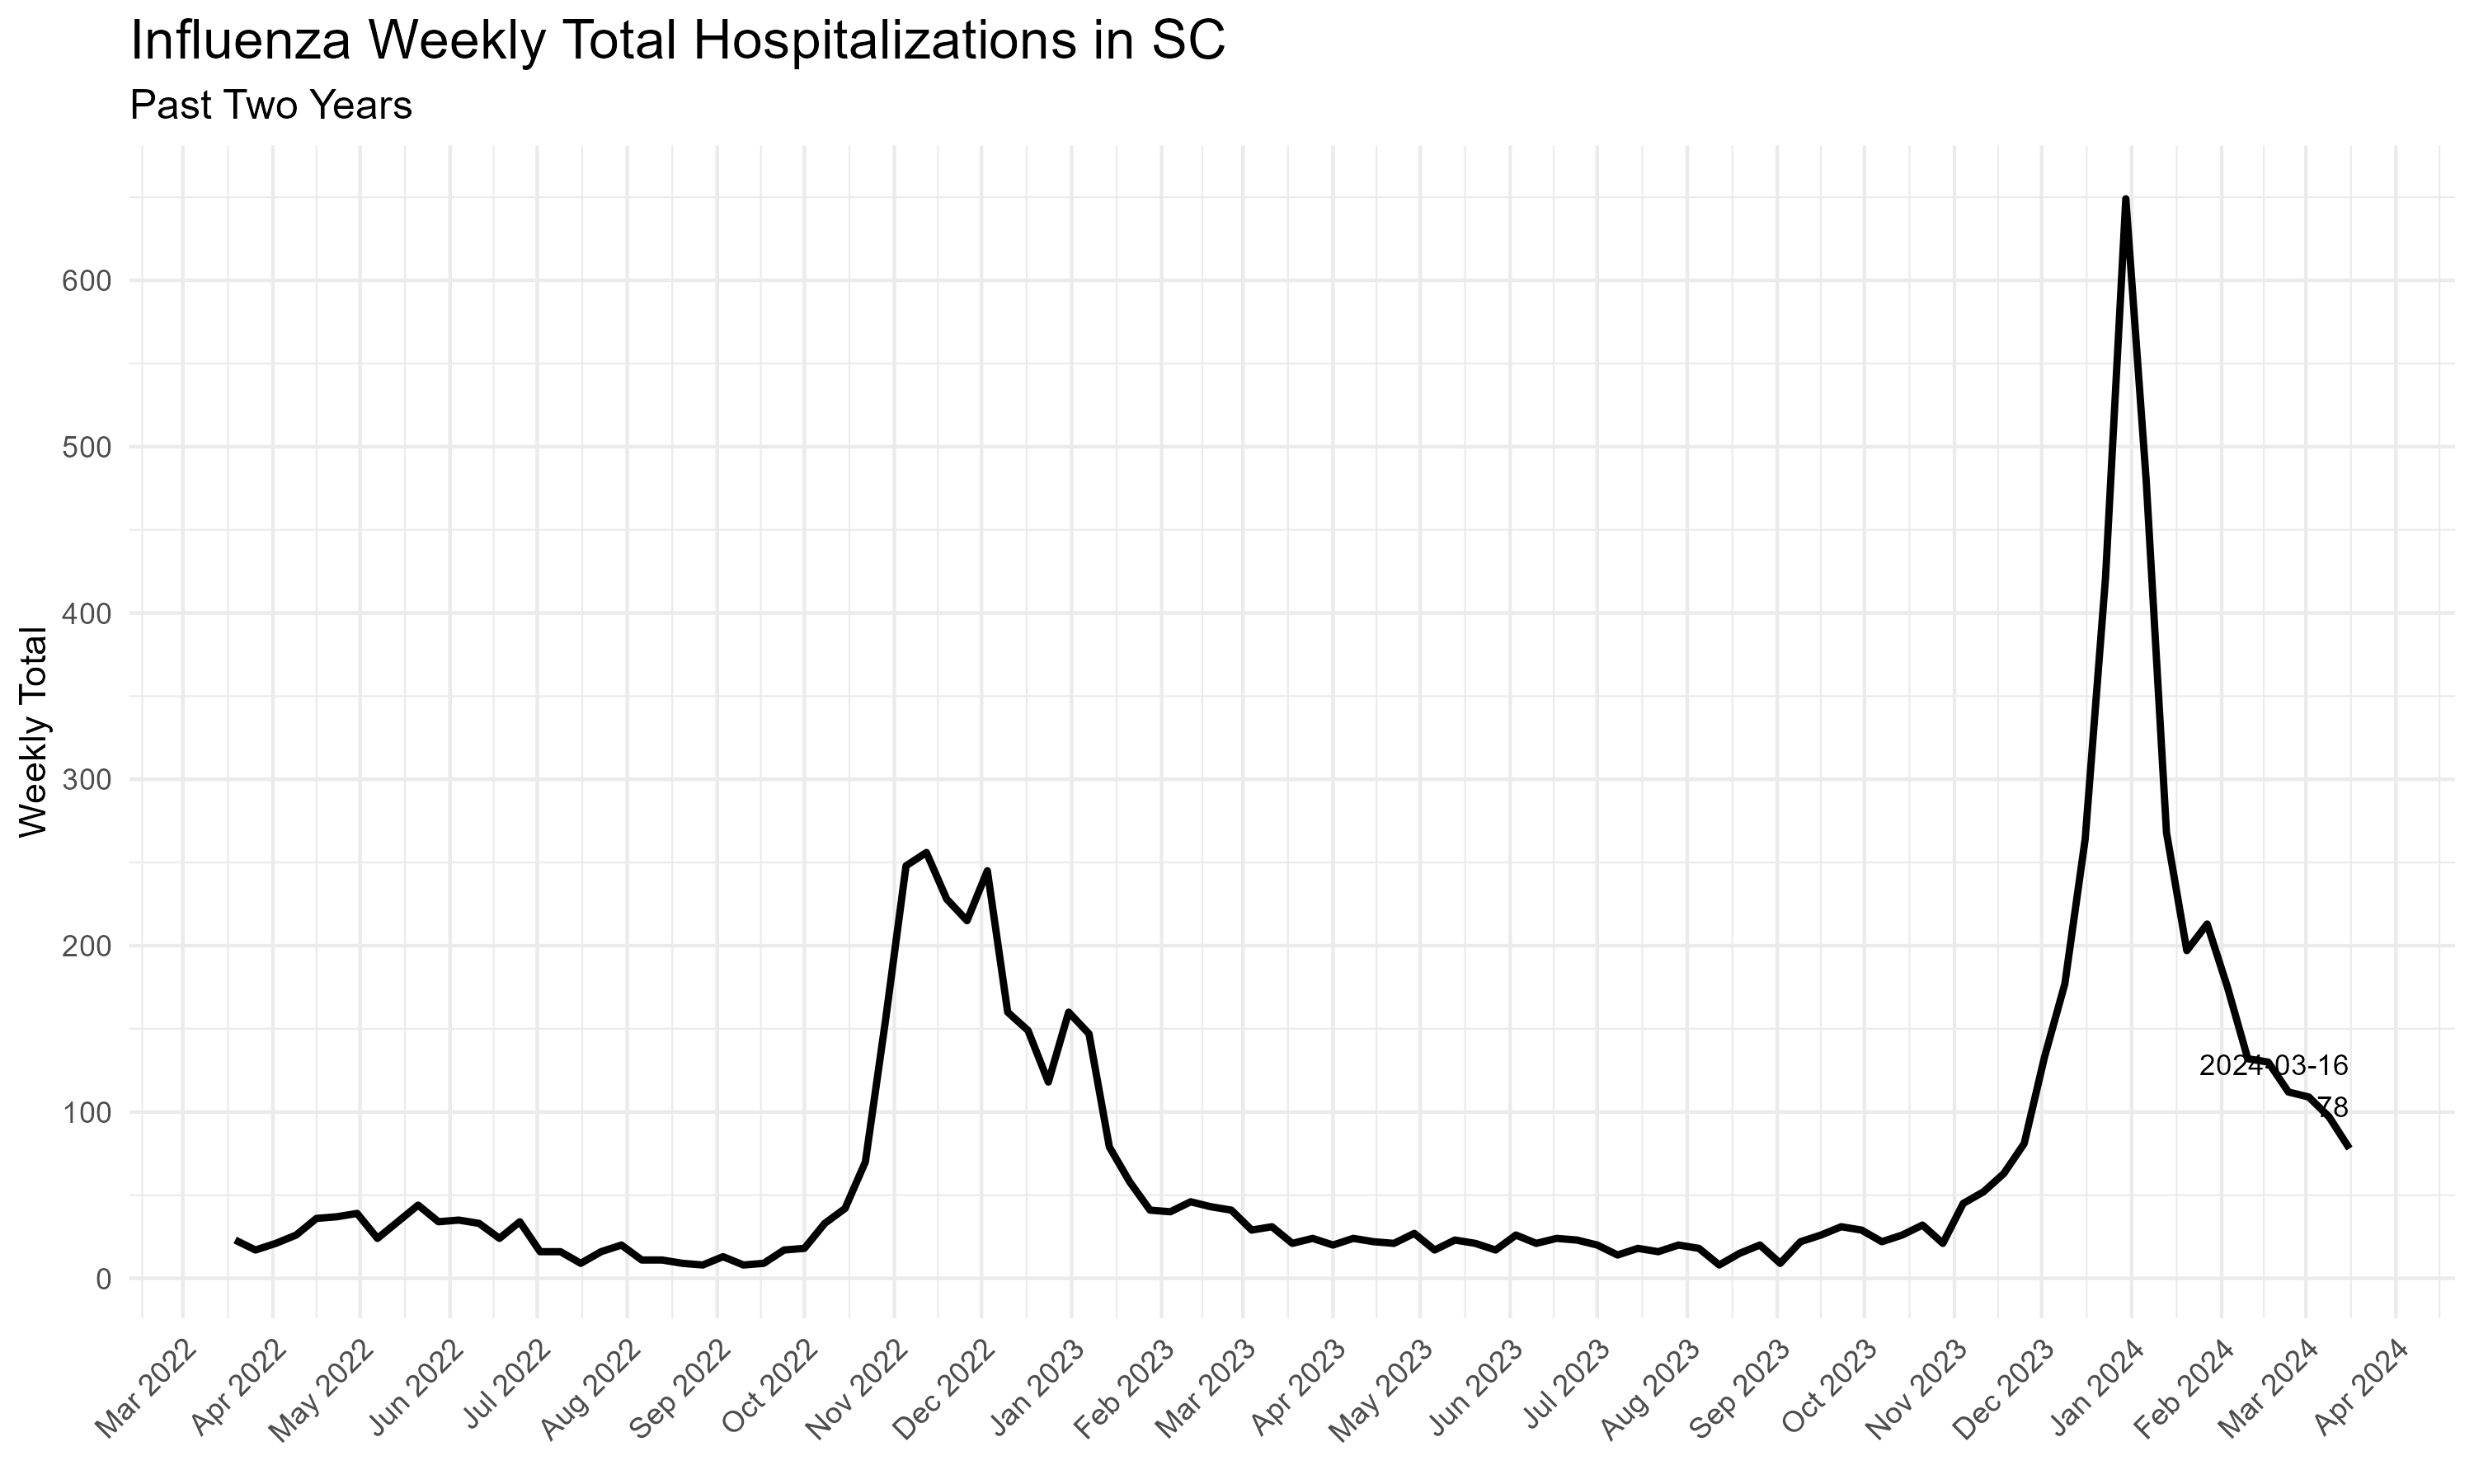 Influenza Weekly Total Hospitalizations in SC
Past Two Years
Weekly Total
600
500
400
300
200
100
0
2024-03-16
78
Mar 2022
Apr 2022
May 2022
Jun 2022
Jul 2022
Aug 2022
Sep 2022
Oct 2022
Nov 2022
Dec 2022
Jan 2023
Feb 2023
Mar 2023
Apr 2023
May 2023
Jun 2023
Jul 2023
Aug 2023
Sep 2023
Oct 2023
Nov 2023
Dec 2023
Jan 2024
Feb 2024
Mar 2024
Apr 2024